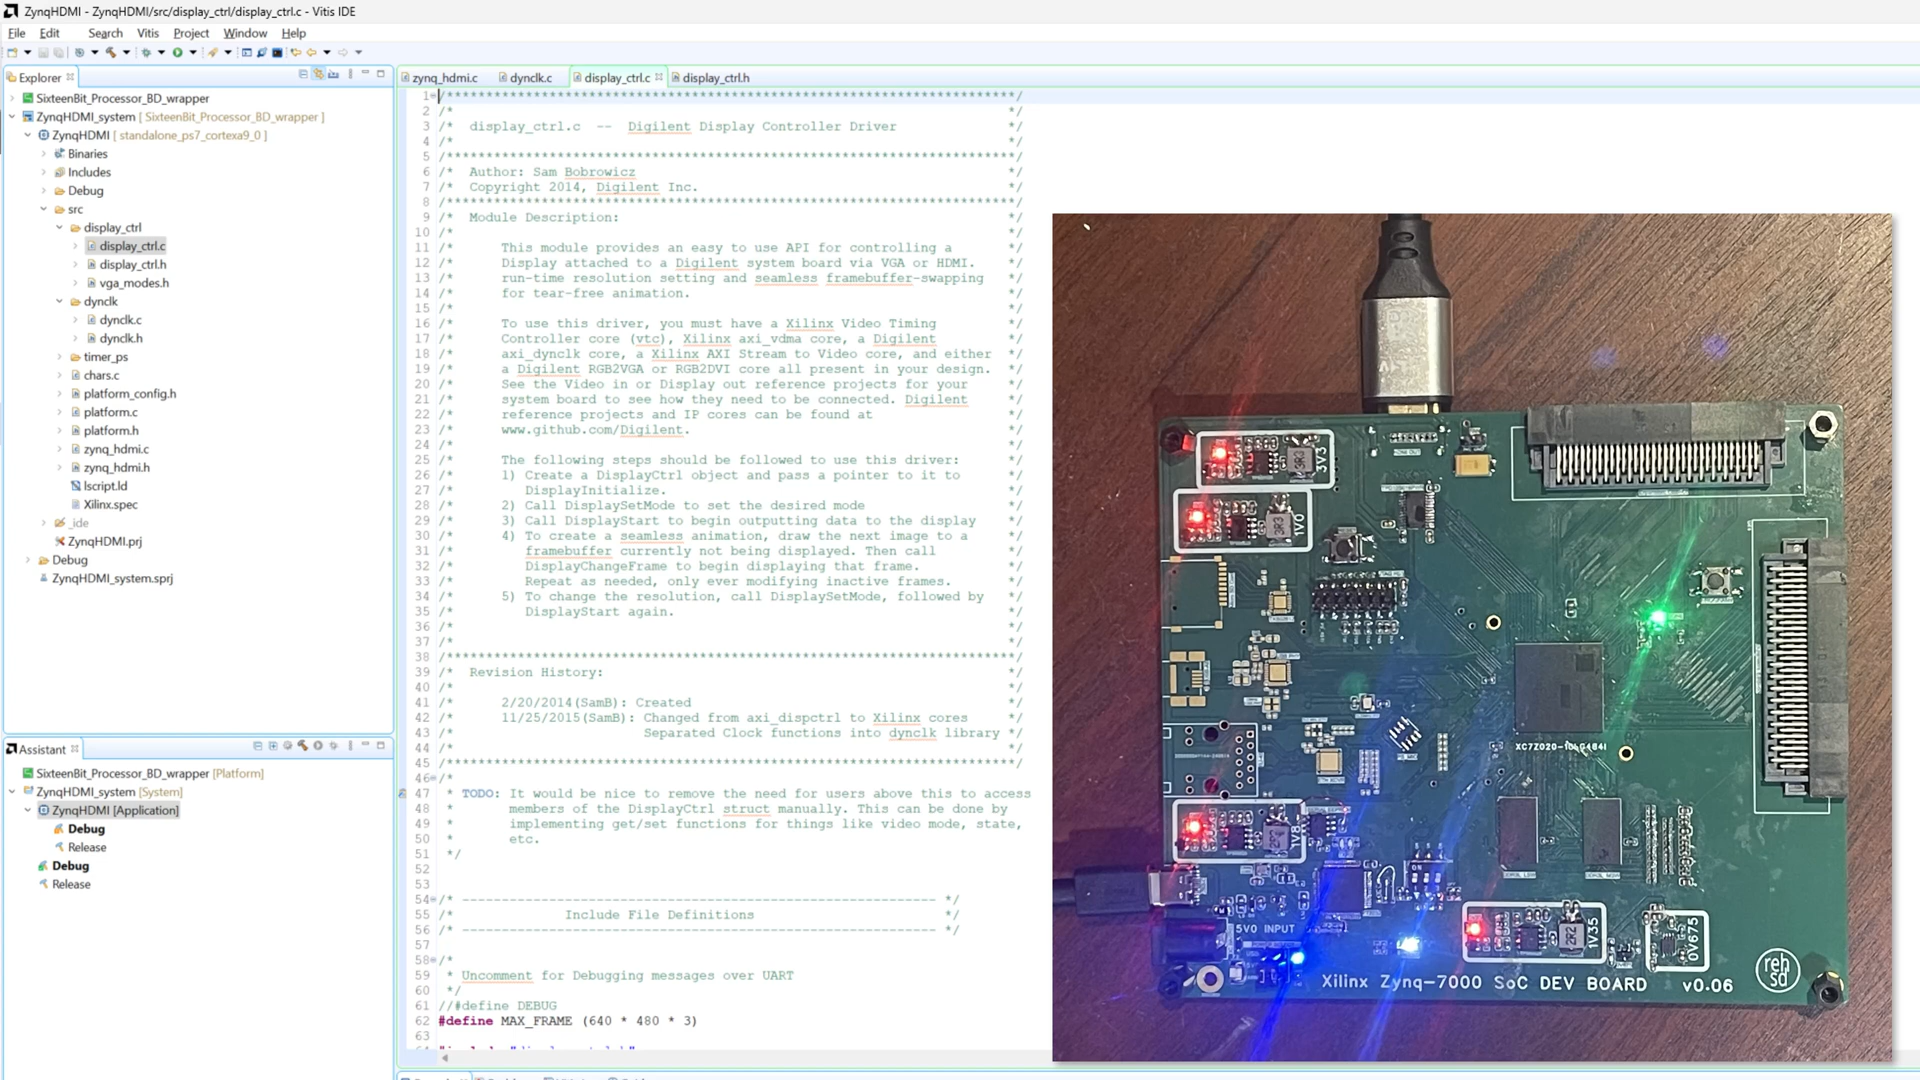 ZynqHDMI - ZynqHDMI/src/display_ctrl/display_ctrl.c - Vitis IDE
File Edit Search Vitis Project Window Help
Explorer
SixteenBit_Processor_BD_wrapper
ZynqHDMI_system [ SixteenBit_Processor_BD_wrapper ]
ZynqHDMI [ standalone_ps7_cortexa9_0 ]
Binaries
Includes
Debug
src
display_ctrl
display_ctrl.c
display_ctrl.h
vga_modes.h
dynclk
dynclk.c
dynclk.h
timer_ps
chars.c
platform_config.h
platform.c
platform.h
zynq_hdmi.c
zynq_hdmi.h
lscript.ld
Xilinx.spec
_ide
ZynqHDMI.prj
Debug
ZynqHDMI_system.sprj
Assistant
SixteenBit_Processor_BD_wrapper [Platform]
ZynqHDMI_system [System]
ZynqHDMI [Application]
Debug
Release
Debug
Release
zynq_hdmi.c dynclk.c display_ctrl.c display_ctrl.h
1 /************************************************************************/
2 /* */
3 /* display_ctrl.c -- Digilent Display Controller Driver */
4 /* */
5 /************************************************************************/
6 /* Author: Sam Bobrowicz */
7 /* Copyright 2014, Digilent Inc. */
8 /************************************************************************/
9 /* Module Description: */
10 /* */
11 /* This module provides an easy to use API for controlling a */
12 /* Display attached to a Digilent system board via VGA or HDMI. */
13 /* run-time resolution setting and seamless framebuffer-swapping */
14 /* for tear-free animation. */
15 /* */
16 /* To use this driver, you must have a Xilinx Video Timing */
17 /* Controller core (vtc), Xilinx axi_vdma core, a Digilent */
18 /* axi_dynclk core, a Xilinx AXI Stream to Video core, and either */
19 /* a Digilent RGB2VGA or RGB2DVI core all present in your design. */
20 /* See the Video in or Display out reference projects for your */
21 /* system board to see how they need to be connected. Digilent */
22 /* reference projects and IP cores can be found at */
23 /* www.github.com/Digilent. */
24 /* */
25 /* The following steps should be followed to use this driver: */
26 /* 1) Create a DisplayCtrl object and pass a pointer to it to */
27 /* DisplayInitialize. */
28 /* 2) Call DisplaySetMode to set the desired mode */
29 /* 3) Call DisplayStart to begin outputting data to the display */
30 /* 4) To create a seamless animation, draw the next image to a */
31 /* framebuffer currently not being displayed. Then call */
32 /* DisplayChangeFrame to begin displaying that frame. */
33 /* Repeat as needed, only ever modifying inactive frames. */
34 /* 5) To change the resolution, call DisplaySetMode, followed by */
35 /* DisplayStart again. */
36 /* */
37 /* */
38 /************************************************************************/
39 /* Revision History: */
40 /* */
41 /* 2/20/2014(SamB): Created */
42 /* 11/25/2015(SamB): Changed from axi_dispctrl to Xilinx cores */
43 /* Separated Clock functions into dynclk library */
44 /* */
45 /************************************************************************/
46 /*
47 * TODO: It would be nice to remove the need for users above this to access
48 * members of the DisplayCtrl struct manually. This can be done by
49 * implementing get/set functions for things like video mode, state,
50 * etc.
51 */
52
53
54 /* ------------------------------------------------------------ */
55 /* Include File Definitions */
56 /* ------------------------------------------------------------ */
57
58 /*
59 * Uncomment for Debugging messages over UART
60 */
61 //#define DEBUG
62 #define MAX_FRAME (640 * 480 * 3)
63
3V3
1V0
1V8
5V0 INPUT
1V35
0V675
Xilinx Zynq-7000 SoC DEV BOARD v0.06
reh
sd